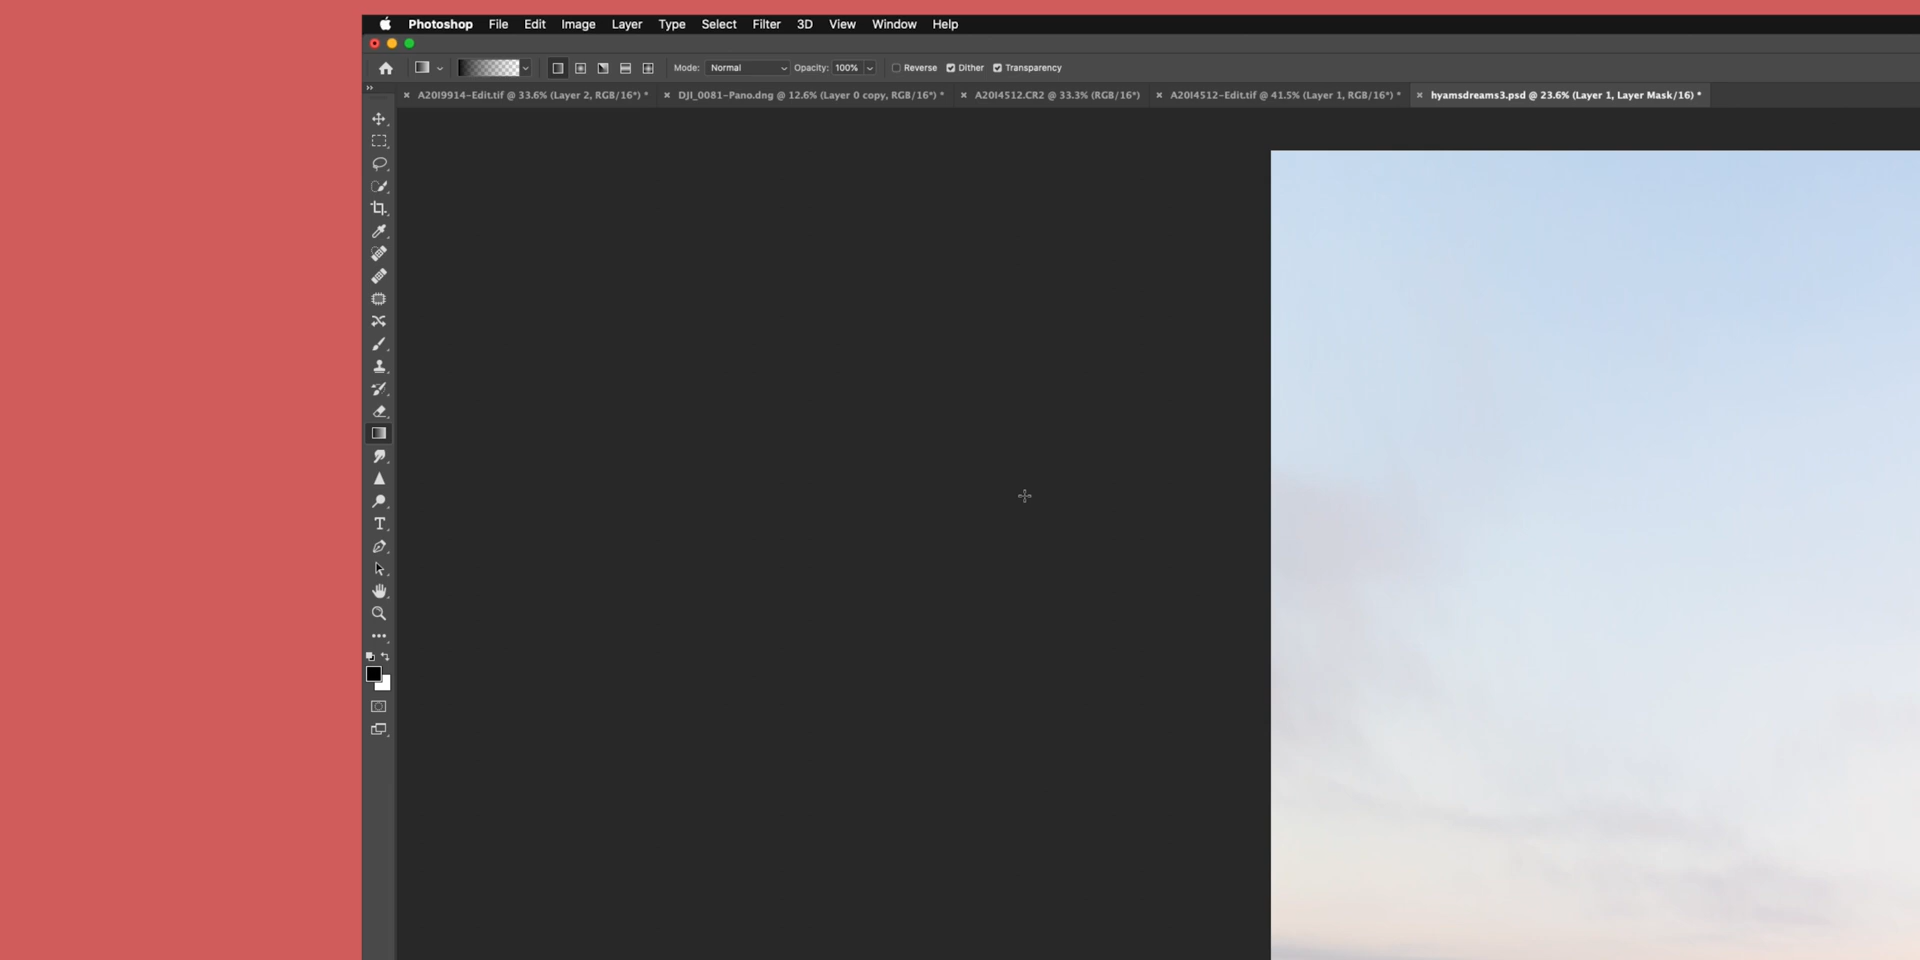 Photoshop File Edit Image Layer Type Select Filter 3D View Window Help
Mode: Normal Opacity: 100% Reverse Dither Transparency
A20I9914-Edit.tif @ 33.6% (Layer 2, RGB/16*) * DJI_0081-Pano.dng @ 12.6% (Layer 0 copy, RGB/16*) * A20I4512.CR2 @ 33.3% (RGB/16*) A20I4512-Edit.tif @ 41.5% (Layer 1, RGB/16*) * hyamsdreams3.psd @ 23.6% (Layer 1, Layer Mask/16) *